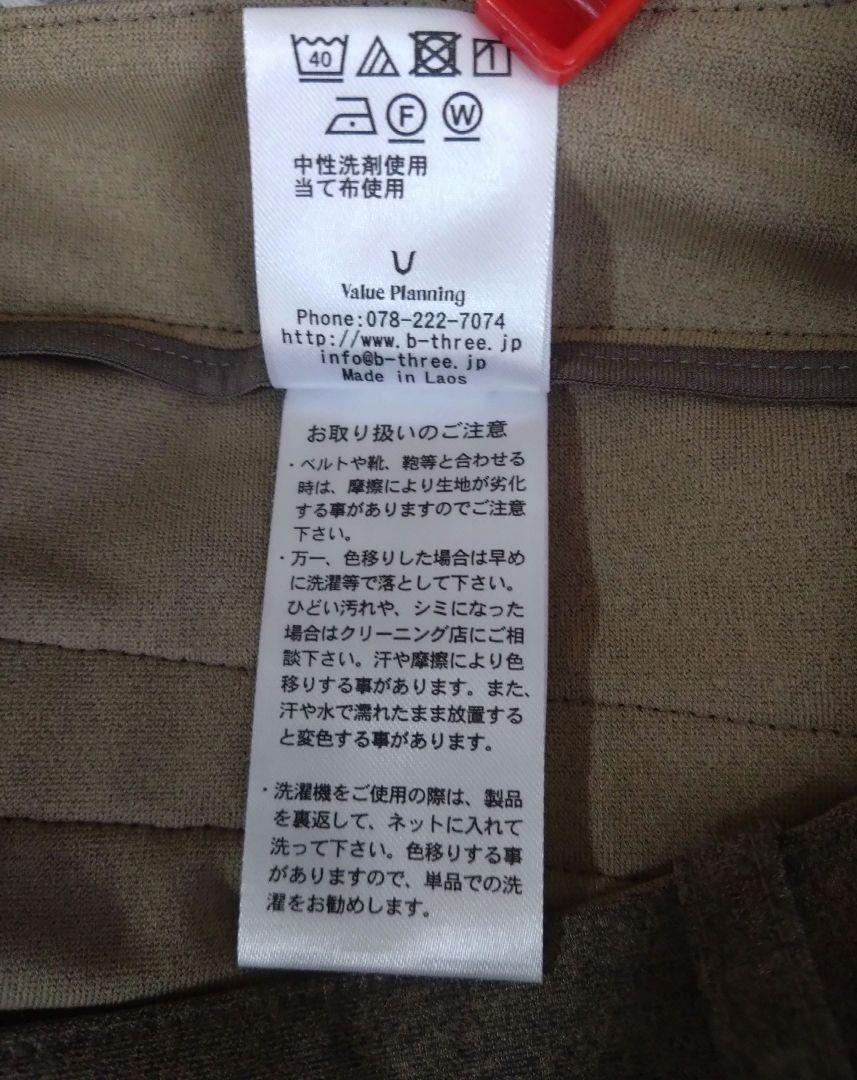 40
F W
中性洗剤使用
当て布使用
Value Planning
Phone:078-222-7074
http://www.b-three.jp
info@b-three.jp
Made in Laos
お取り扱いのご注意
・ベルトや靴、鞄等と合わせる
時は、摩擦により生地が劣化
する事がありますのでご注意
下さい。
・万一、色移りした場合は早め
に洗濯等で落として下さい。
ひどい汚れや、シミになった
場合はクリーニング店にご相
談下さい。汗や摩擦により色
移りする事があります。また、
汗や水で濡れたまま放置する
と変色する事があります。
・洗濯機をご使用の際は、製品
を裏返して、ネットに入れて
洗って下さい。色移りする事
がありますので、単品での洗
濯をお勧めします。